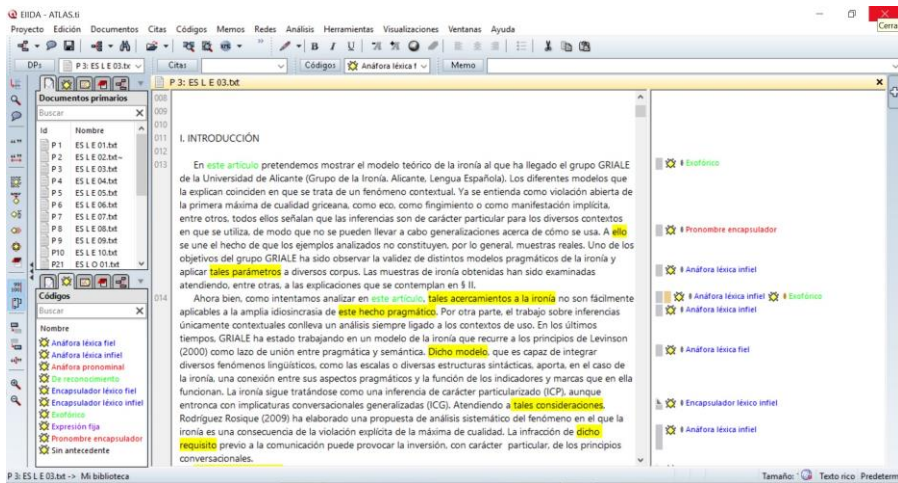 EIIDA - ATLAS.ti
Cerra
Proyecto Edición Documentos Citas Códigos Memos Redes Análisis Herramientas Visualizaciones Ventanas Ayuda
DPs P 3: ES L E 03.tx Citas Códigos Anáfora léxica f Memo
P 3: ES L E 03.txt
Documentos primarios
Buscar
Id Nombre
P 1 ES L E 01.txt
P 2 ES L E 02.txt~
P 3 ES L E 03.txt
P 4 ES L E 04.txt
P 5 ES L E 05.txt
P 6 ES L E 06.txt
P 7 ES L E 07.txt
P 8 ES L E 08.txt
P 9 ES L E 09.txt
P10 ES L E 10.txt
P21 ES L O 01.txt
Códigos
Buscar
Nombre
Anáfora léxica fiel
Anáfora léxica infiel
Anáfora pronominal
De reconocimiento
Encapsulador léxico fiel
Encapsulador léxico infiel
Exofórico
Expresión fija
Pronombre encapsulador
Sin antecedente
008
009
010
011 I. INTRODUCCIÓN
012
013 En este artículo pretendemos mostrar el modelo teórico de la ironía al que ha llegado el grupo GRIALE
de la Universidad de Alicante (Grupo de la Ironía. Alicante, Lengua Española). Los diferentes modelos que
la explican coinciden en que se trata de un fenómeno contextual. Ya se entienda como violación abierta de
la primera máxima de cualidad griceana, como eco, como fingimiento o como manifestación implícita,
entre otros, todos ellos señalan que las inferencias son de carácter particular para los diversos contextos
en que se utiliza, de modo que no se pueden llevar a cabo generalizaciones acerca de cómo se usa. A ello
se une el hecho de que los ejemplos analizados no constituyen, por lo general, muestras reales. Uno de los
objetivos del grupo GRIALE ha sido observar la validez de distintos modelos pragmáticos de la ironía y
aplicar tales parámetros a diversos corpus. Las muestras de ironía obtenidas han sido examinadas
atendiendo, entre otras, a las explicaciones que se contemplan en § II.
014 Ahora bien, como intentamos analizar en este artículo, tales acercamientos a la ironía no son fácilmente
aplicables a la amplia idiosincrasia de este hecho pragmático. Por otra parte, el trabajo sobre inferencias
únicamente contextuales conlleva un análisis siempre ligado a los contextos de uso. En los últimos
tiempos, GRIALE ha estado trabajando en un modelo de la ironía que recurre a los principios de Levinson
(2000) como lazo de unión entre pragmática y semántica. Dicho modelo, que es capaz de integrar
diversos fenómenos lingüísticos, como las escalas o diversas estructuras sintácticas, aporta, en el caso de
la ironía, una conexión entre sus aspectos pragmáticos y la función de los indicadores y marcas que en ella
funcionan. La ironía sigue tratándose como una inferencia de carácter particularizado (ICP), aunque
entronca con implicaturas conversacionales generalizadas (ICG). Atendiendo a tales consideraciones,
Rodríguez Rosique (2009) ha elaborado una propuesta de análisis sistemático del fenómeno en el que la
ironía es una consecuencia de la violación explícita de la máxima de cualidad. La infracción de dicho
requisito previo a la comunicación puede provocar la inversión, con carácter particular, de los principios
conversacionales.
Exofórico
Pronombre encapsulador
Anáfora léxica infiel
Anáfora léxica infiel Exofórico
Anáfora léxica infiel
Anáfora léxica fiel
Encapsulador léxico infiel
Anáfora léxica infiel
P 3: ES L E 03.txt -> Mi biblioteca
Tamaño: Texto rico Predeterm